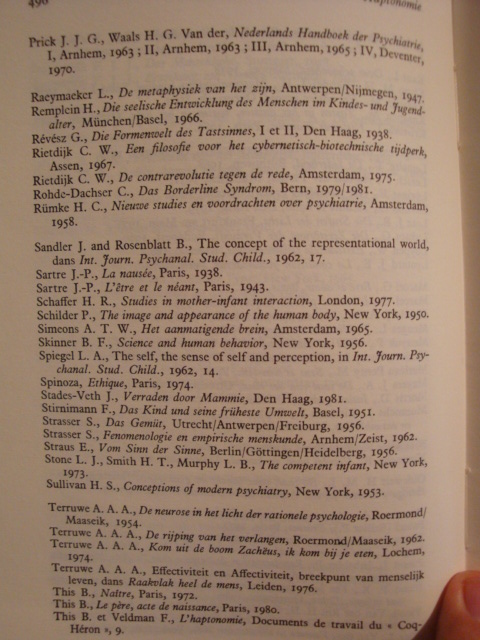 496
Haptonomie
Prick J. J. G., Waals H. G. Van der, Nederlands Handboek der Psychiatrie,
I, Arnhem, 1963 ; II, Arnhem, 1963 ; III, Arnhem, 1965 ; IV, Deventer,
1970.
Raeymaeker L., De metaphysiek van het zijn, Antwerpen/Nijmegen, 1947.
Remplein H., Die seelische Entwicklung des Menschen im Kindes- und Jugend-
alter, München/Basel, 1966.
Révész G., Die Formenwelt des Tastsinnes, I et II, Den Haag, 1938.
Rietdijk C. W., Een filosofie voor het cybernetisch-biotechnische tijdperk,
Assen, 1967.
Rietdijk C. W., De contrarevolutie tegen de rede, Amsterdam, 1975.
Rohde-Dachser C., Das Borderline Syndrom, Bern, 1979/1981.
Rümke H. C., Nieuwe studies en voordrachten over psychiatrie, Amsterdam,
1958.
Sandler J. and Rosenblatt B., The concept of the representational world,
dans Int. Journ. Psychanal. Stud. Child., 1962, 17.
Sartre J.-P., La nausée, Paris, 1938.
Sartre J.-P., L'être et le néant, Paris, 1943.
Schaffer H. R., Studies in mother-infant interaction, London, 1977.
Schilder P., The image and appearance of the human body, New York, 1950.
Simeons A. T. W., Het aanmatigende brein, Amsterdam, 1965.
Skinner B. F., Science and human behavior, New York, 1956.
Spiegel L. A., The self, the sense of self and perception, in Int. Journ. Psy-
chanal. Stud. Child., 1962, 14.
Spinoza, Ethique, Paris, 1974.
Stades-Veth J., Verraden door Mammie, Den Haag, 1981.
Stirnimann F., Das Kind und seine früheste Umwelt, Basel, 1951.
Strasser S., Das Gemüt, Utrecht/Antwerpen/Freiburg, 1956.
Strasser S., Fenomenologie en empirische menskunde, Arnhem/Zeist, 1962.
Straus E., Vom Sinn der Sinne, Berlin/Göttingen/Heidelberg, 1956.
Stone L. J., Smith H. T., Murphy L. B., The competent infant, New York,
1973.
Sullivan H. S., Conceptions of modern psychiatry, New York, 1953.
Terruwe A. A. A., De neurose in het licht der rationele psychologie, Roermond/
Maaseik, 1954.
Terruwe A. A. A., De rijping van het verlangen, Roermond/Maaseik, 1962.
Terruwe A. A. A., Kom uit de boom Zachëus, ik kom bij je eten, Lochem,
1974.
Terruwe A. A. A., Effectiviteit en Affectiviteit, breekpunt van menselijk
leven, dans Raakvlak heel de mens, Leiden, 1976.
This B., Naître, Paris, 1972.
This B., Le père, acte de naissance, Paris, 1980.
This B. et Veldman F., L'haptonomie, Documents de travail du « Coq-
Héron », 9.